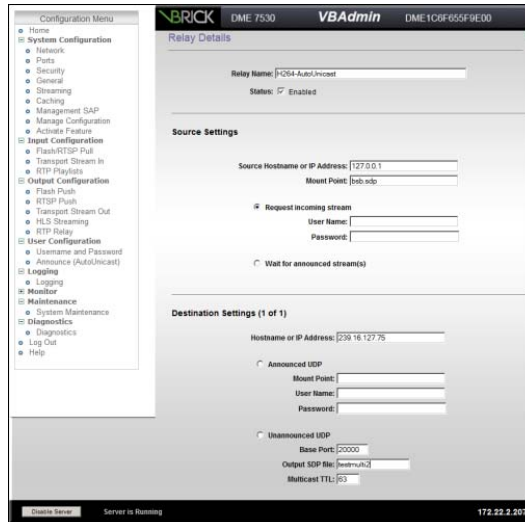 Configuration Menu
Home
System Configuration
Network
Ports
Security
General
Streaming
Caching
Management SAP
Manage Configuration
Activate Feature
Input Configuration
Flash/RTSP Pull
Transport Stream In
RTP Playlists
Output Configuration
Flash Push
RTSP Push
Transport Stream Out
HLS Streaming
RTP Relay
User Configuration
Username and Password
Announce (AutoUnicast)
Logging
Logging
Monitor
Maintenance
System Maintenance
Diagnostics
Diagnostics
Log Out
Help
VBRICK DME 7530 VBAdmin DME1C6F655F9E00
Relay Details
Relay Name: H264-AutoUnicast
Status: Enabled
Source Settings
Source Hostname or IP Address: 127.0.0.1
Mount Point: bsb.sdp
Request incoming stream
User Name:
Password:
Wait for announced stream(s)
Destination Settings (1 of 1)
Hostname or IP Address: 239.16.127.75
Announced UDP
Mount Point:
User Name:
Password:
Unannounced UDP
Base Port: 20000
Output SDP file: testmulti2
Multicast TTL: 63
Disable Server Server is Running 172.22.2.207